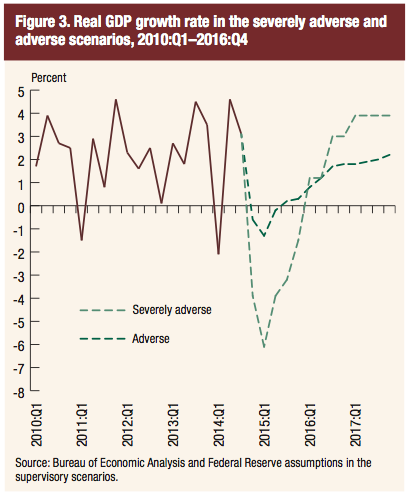 Figure 3. Real GDP growth rate in the severely adverse and
adverse scenarios, 2010:Q1–2016:Q4
Percent
5
4
3
2
1
0
-1
-2
-3
-4
-5
-6
-7
-8
Severely adverse
Adverse
2010:Q1
2011:Q1
2012:Q1
2013:Q1
2014:Q1
2015:Q1
2016:Q1
2017:Q1
Source: Bureau of Economic Analysis and Federal Reserve assumptions in the
supervisory scenarios.